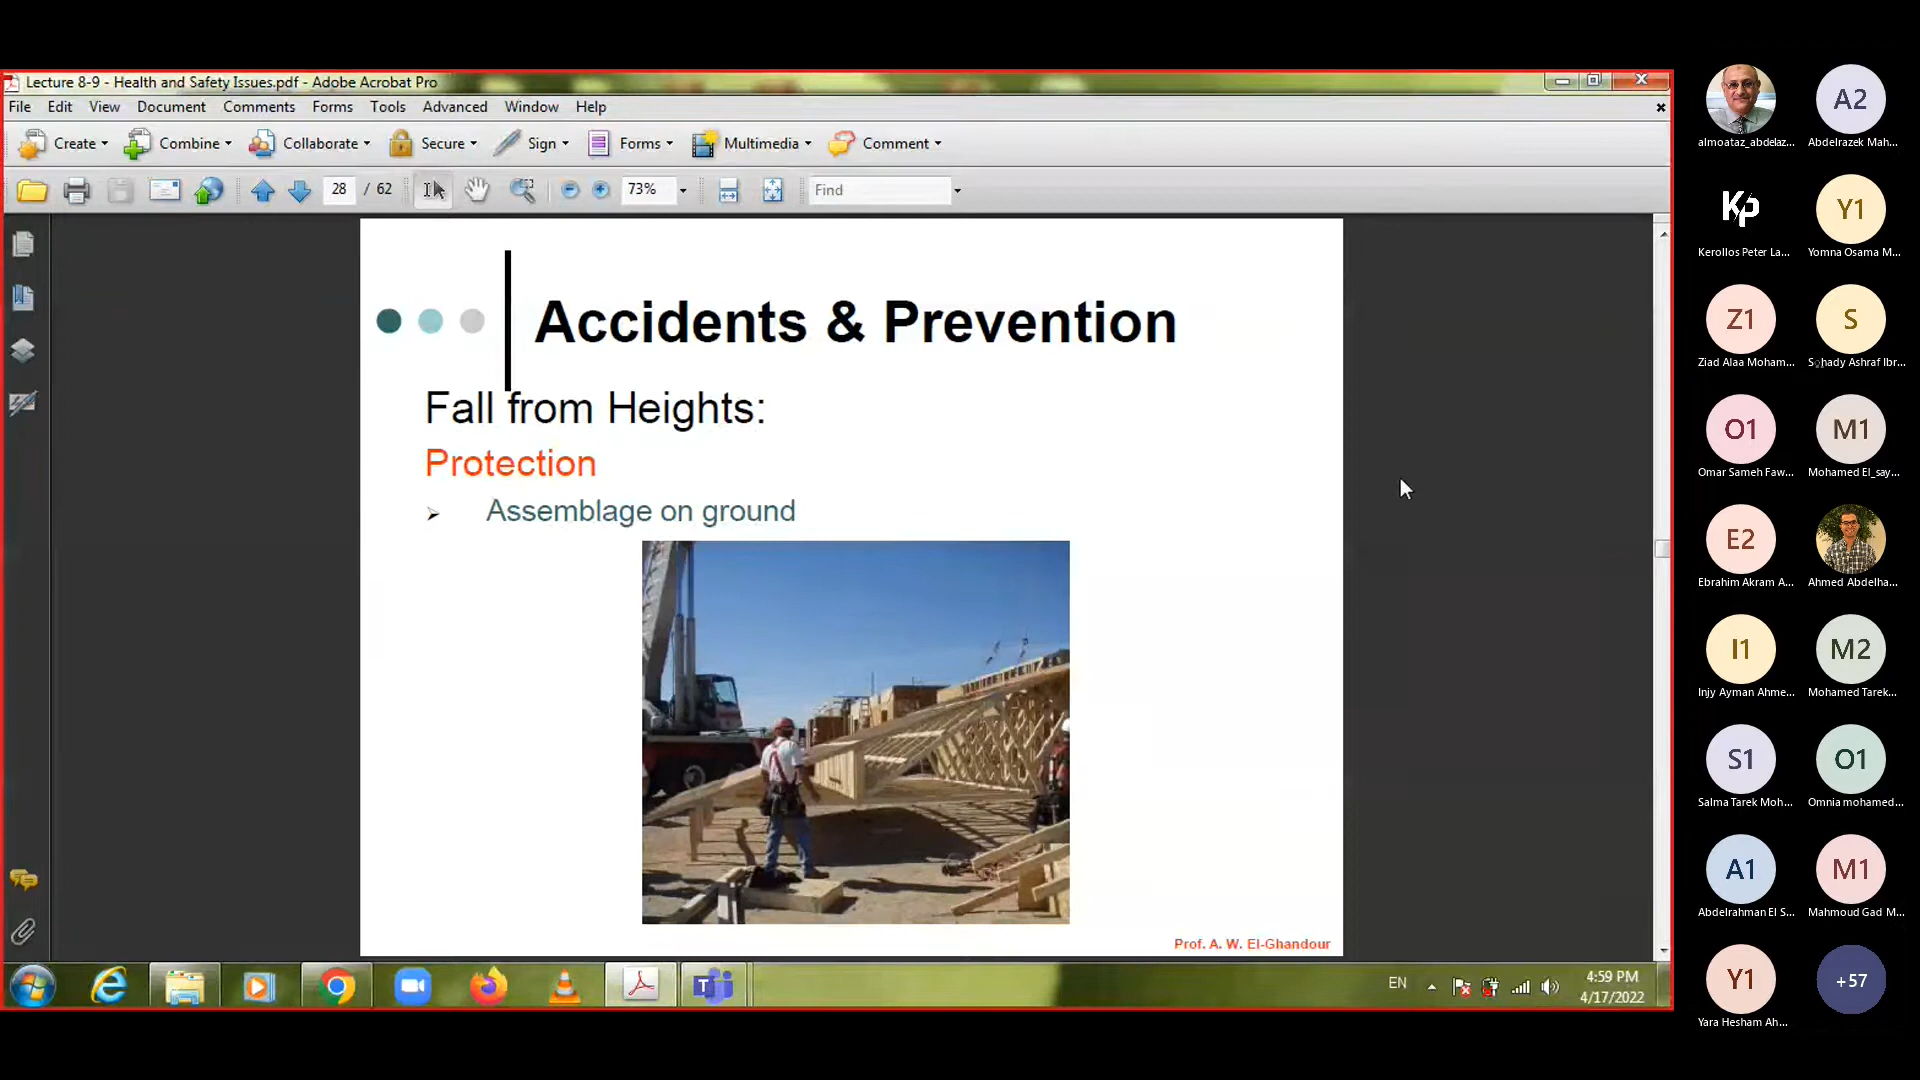 Lecture 8-9 - Health and Safety Issues.pdf - Adobe Acrobat Pro
File Edit View Document Comments Forms Tools Advanced Window Help
Create Combine Collaborate Secure Sign Forms Multimedia Comment
28 / 62 73% Find
Accidents & Prevention
Fall from Heights:
Protection
Assemblage on ground
Prof. A. W. El-Ghandour
EN
4:59 PM
4/17/2022
almoataz_abdelaz...
A2
Abdelrazek Mah...
KP
Kerollos Peter La...
Y1
Yomna Osama M...
Z1
Ziad Alaa Moham...
S
Sohady Ashraf Ibr...
O1
Omar Sameh Faw...
M1
Mohamed El_say...
E2
Ebrahim Akram A...
Ahmed Abdelha...
I1
Injy Ayman Ahme...
M2
Mohamed Tarek...
S1
Salma Tarek Moh...
O1
Omnia mohamed...
A1
Abdelrahman El S...
M1
Mahmoud Gad M...
Y1
Yara Hesham Ah...
+57